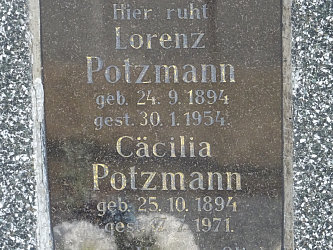 Hier ruht
Lorenz
Potzmann
geb. 24. 9. 1894
gest. 30. 1. 1954.
Cäcilia
Potzmann
geb. 25. 10. 1894
1971.